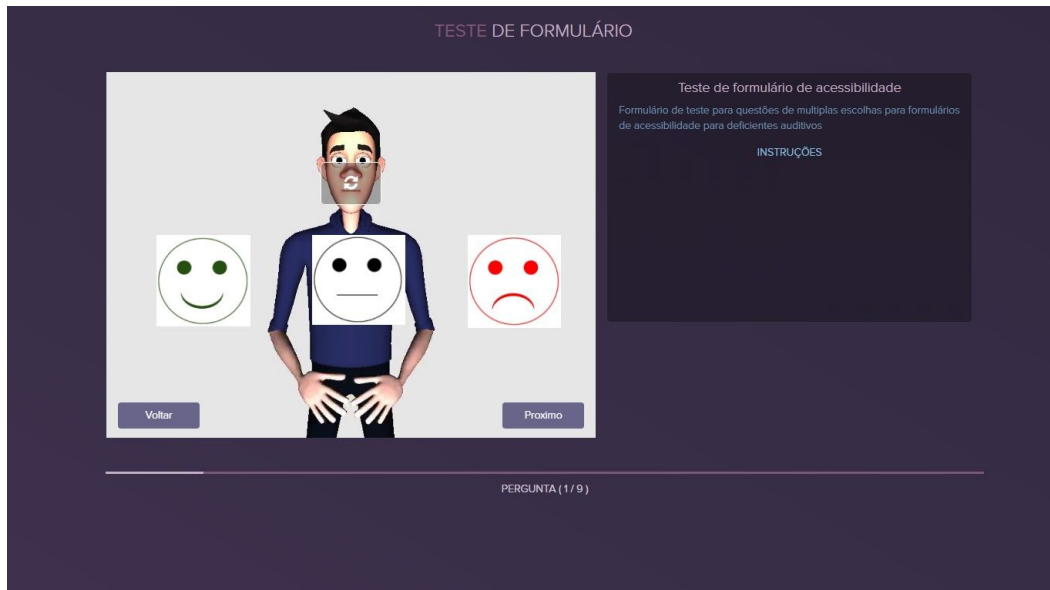 TESTE DE FORMULÁRIO
Teste de formulário de acessibilidade
Formulário de teste para questões de multiplas escolhas para formulários
de acessibilidade para deficientes auditivos
INSTRUÇÕES
Voltar
Proximo
PERGUNTA ( 1 / 9 )